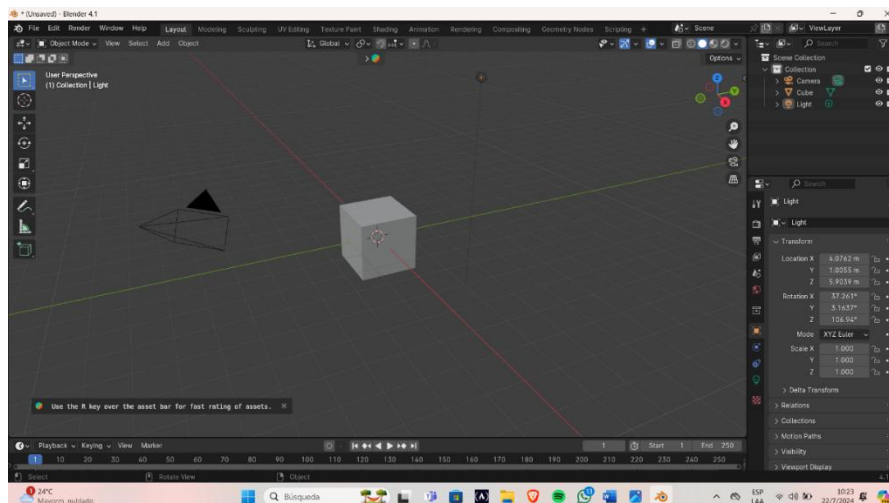 * (Unsaved) - Blender 4.1
File Edit Render Window Help Layout Modeling Sculpting UV Editing Texture Paint Shading Animation Rendering Compositing Geometry Nodes Scripting + Scene ViewLayer
Object Mode View Select Add Object Global Search
Options
User Perspective
(1) Collection | Light
Scene Collection
Collection
Camera
Cube
Light
Search
Light
Light
Transform
Location X 4.0762 m
Y 1.0055 m
Z 5.9039 m
Rotation X 37.261°
Y 3.1637°
Z 106.94°
Mode XYZ Euler
Scale X 1.000
Y 1.000
Z 1.000
Delta Transform
Relations
Collections
Motion Paths
Visibility
Viewport Display
Use the R key over the asset bar for fast rating of assets.
Playback Keying View Marker 1 Start 1 End 250
1 10 20 30 40 50 60 70 80 90 100 110 120 130 140 150 160 170 180 190 200 210 220 230 240 250
Select Rotate View Object
24°C
Mayorm. nublado
Búsqueda
ESP
LAA
10:23
22/7/2024